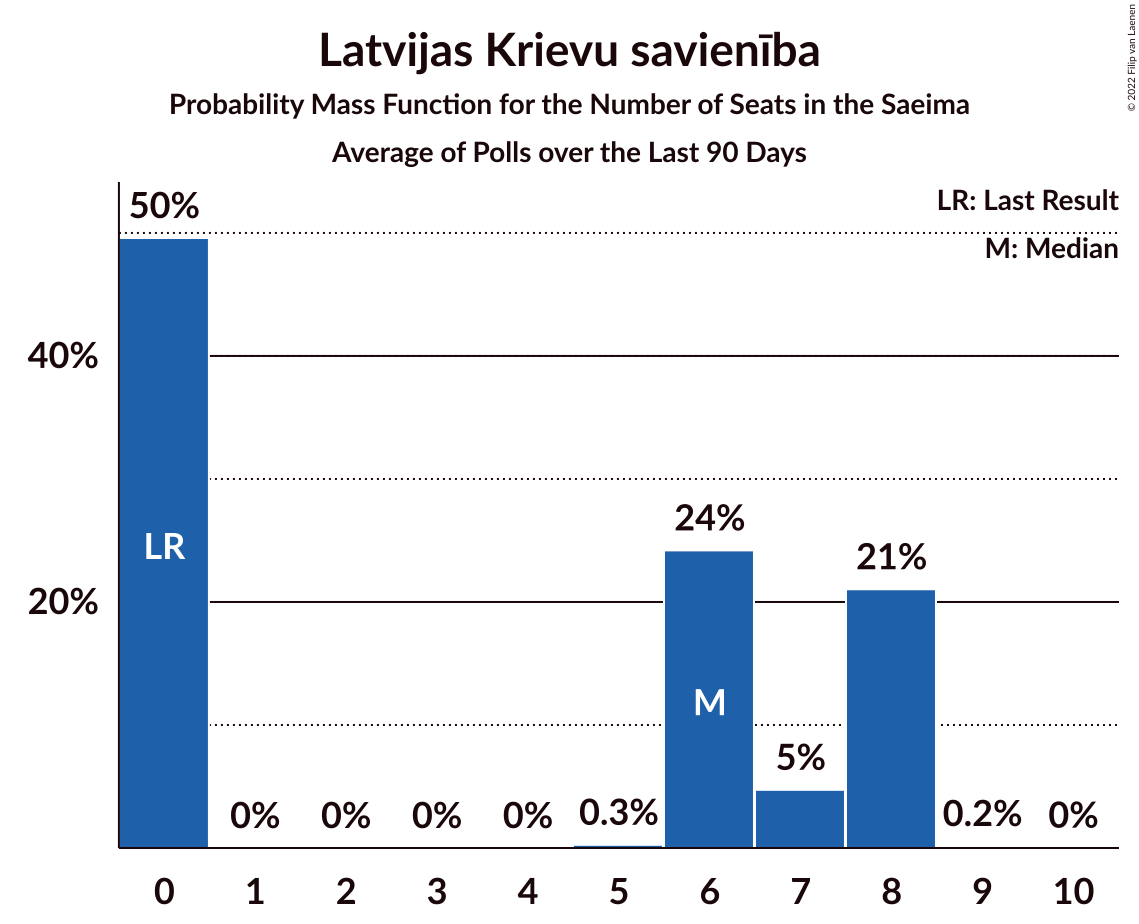 Latvijas Krievu savienība
Probability Mass Function for the Number of Seats in the Saeima
Average of Polls over the Last 90 Days
© 2022 Filip van Laenen
LR: Last Result
M: Median
50%
40%
20%
LR
0%
0%
0%
0%
0.3%
24%
M
5%
21%
0.2%
0%
0 1 2 3 4 5 6 7 8 9 10